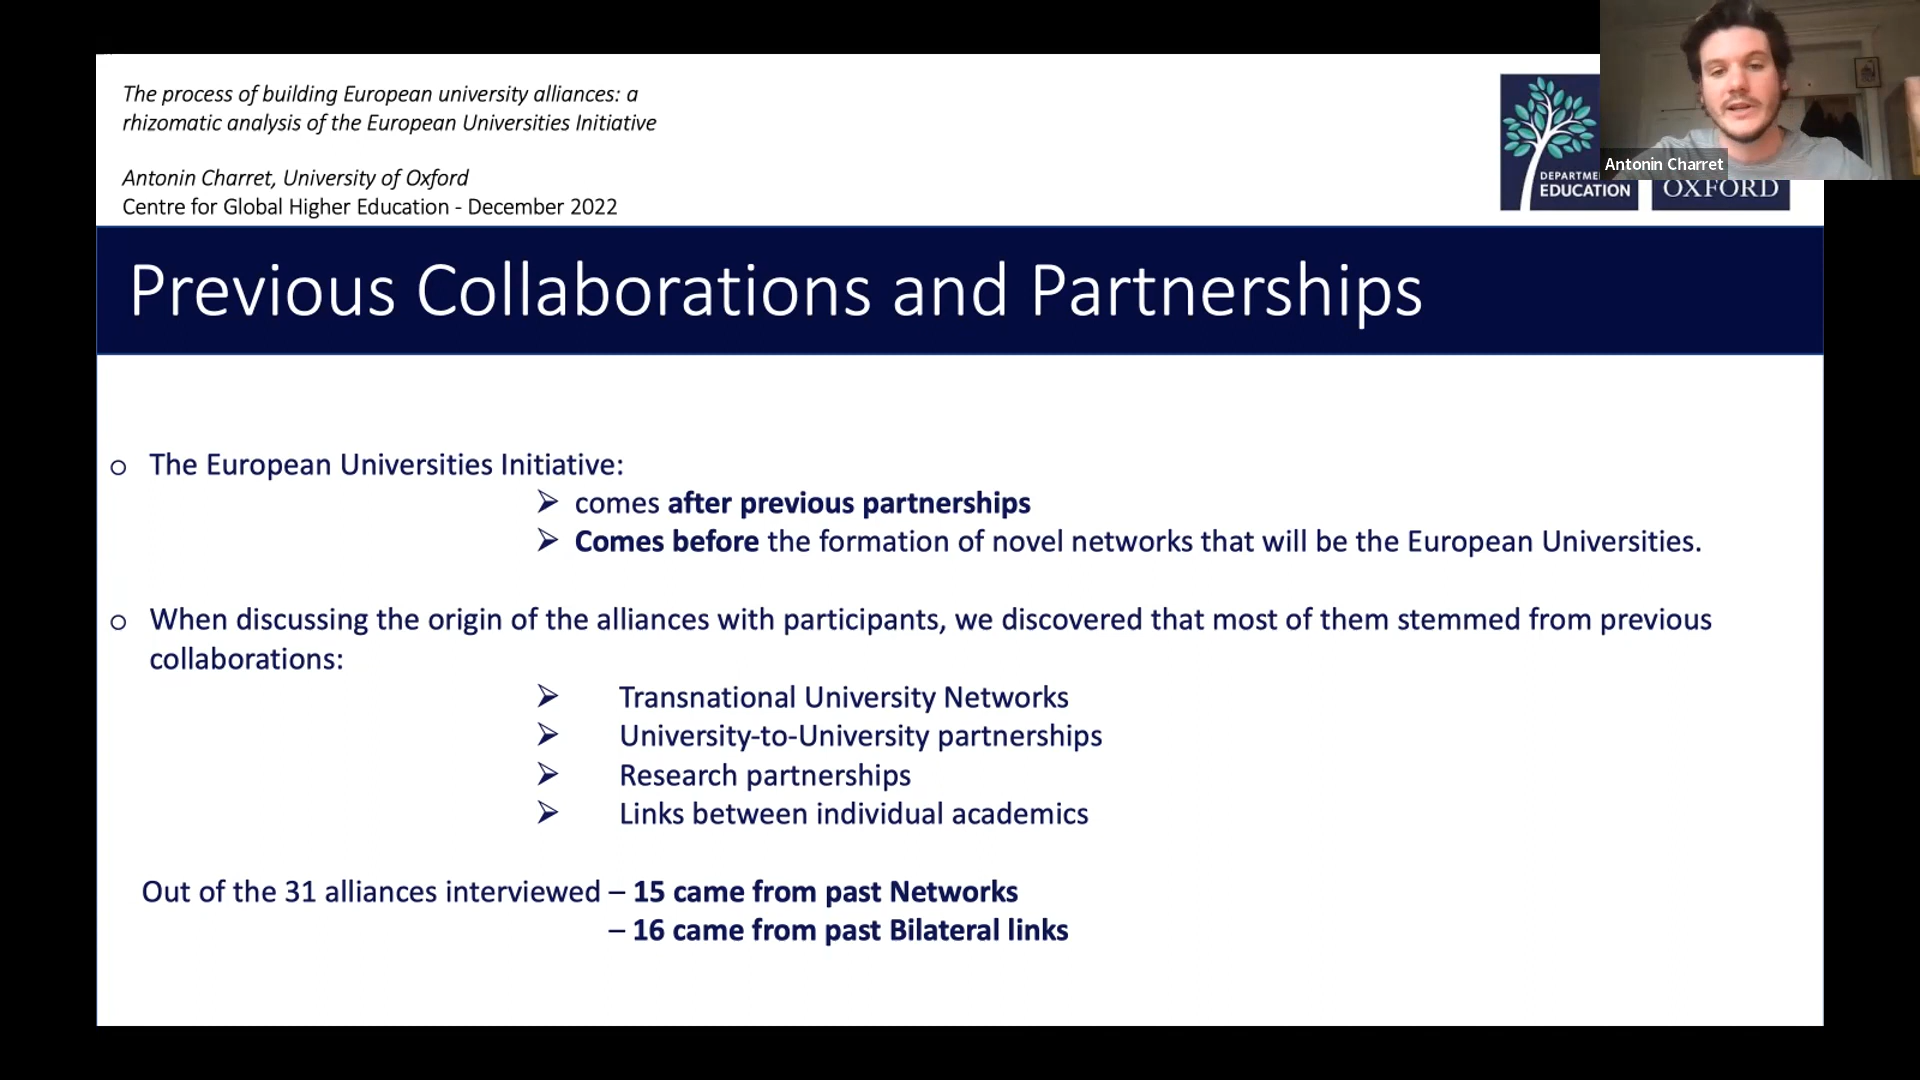 The process of building European university alliances: a
rhizomatic analysis of the European Universities Initiative
Antonin Charret, University of Oxford
Centre for Global Higher Education - December 2022
EDUCATION
OXFORD
Antonin Charret
Previous Collaborations and Partnerships
o The European Universities Initiative:
➢ comes after previous partnerships
➢ Comes before the formation of novel networks that will be the European Universities.
o When discussing the origin of the alliances with participants, we discovered that most of them stemmed from previous
collaborations:
➢ Transnational University Networks
➢ University-to-University partnerships
➢ Research partnerships
➢ Links between individual academics
Out of the 31 alliances interviewed – 15 came from past Networks
– 16 came from past Bilateral links